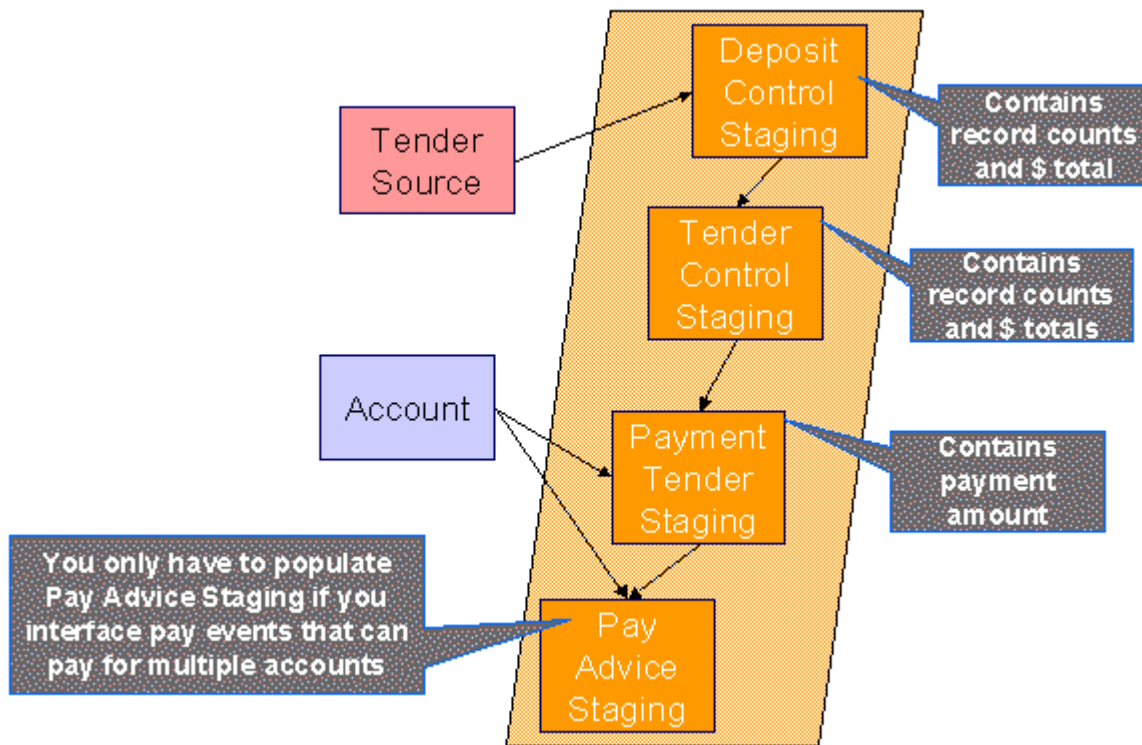 Deposit
Control
Staging
Contains
record counts
and $ total
Tender
Source
Tender
Control
Staging
Contains
record counts
and $ totals
Account
Payment
Tender
Staging
Contains
payment
amount
You only have to populate
Pay Advice Staging if you
interface pay events that can
pay for multiple accounts
Pay
Advice
Staging